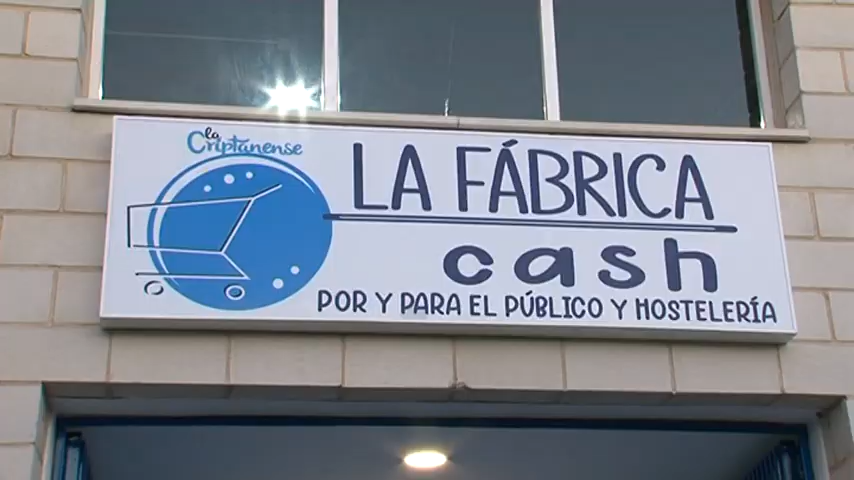 la
Criptanense
LA FÁBRICA
cash
POR Y PARA EL PÚBLICO Y HOSTELERÍA